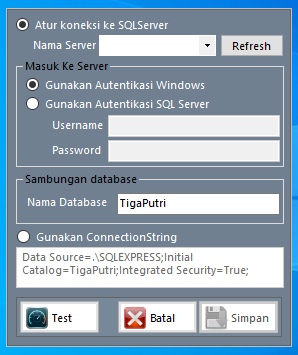 Atur koneksi ke SQLServer
Nama Server
Refresh
Masuk Ke Server
Gunakan Autentikasi Windows
Gunakan Autentikasi SQL Server
Username
Password
Sambungan database
Nama Database TigaPutri
Gunakan ConnectionString
Data Source=.\SQLEXPRESS;Initial
Catalog=TigaPutri;Integrated Security=True;
Test
Batal
Simpan